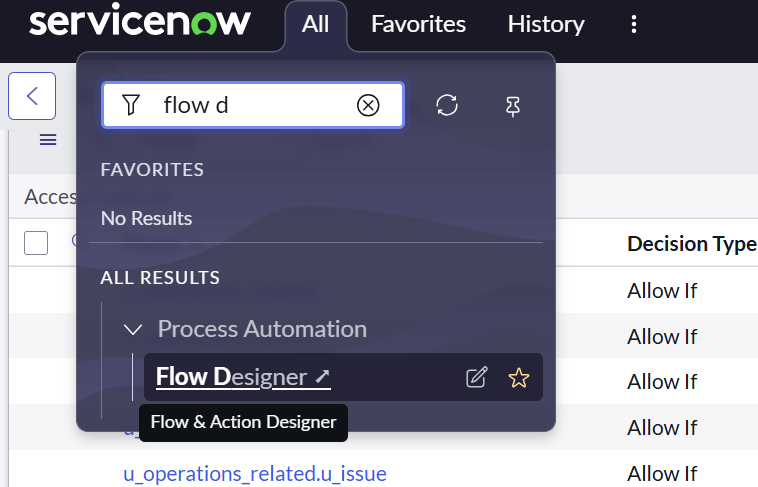 servicenow All Favorites History
flow d
FAVORITES
No Results
Acces
Decision Type
ALL RESULTS
Allow If
Process Automation
Allow If
Flow Designer
Allow If
Flow & Action Designer
Allow If
u_operations_related.u_issue
Allow If